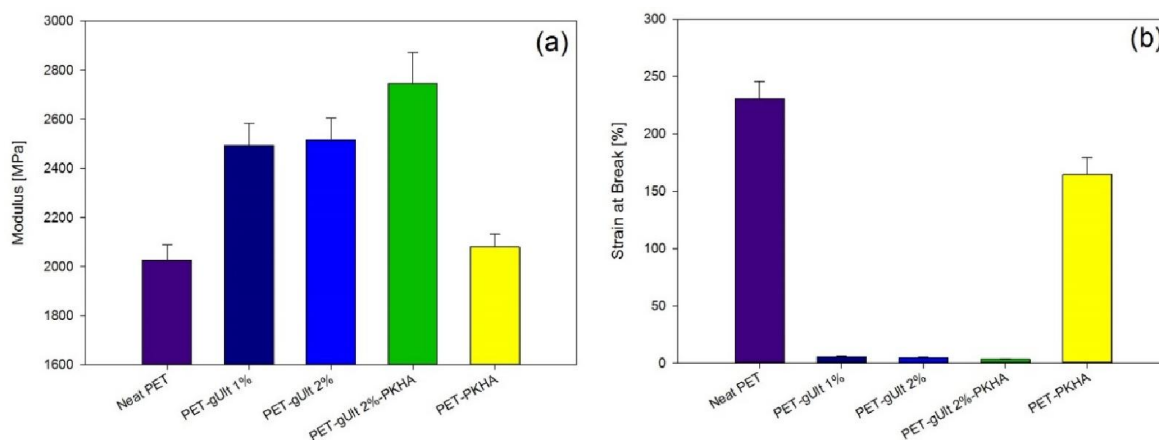 (a)
Modulus [MPa]
3000
2800
2600
2400
2200
2000
1800
1600
Neat PET
PET-gUlt 1%
PET-gUlt 2%
PET-gUlt 2%-PKHA
PET-PKHA
(b)
Strain at Break [%]
300
250
200
150
100
50
0
Neat PET
PET-gUlt 1%
PET-gUlt 2%
PET-gUlt 2%-PKHA
PET-PKHA